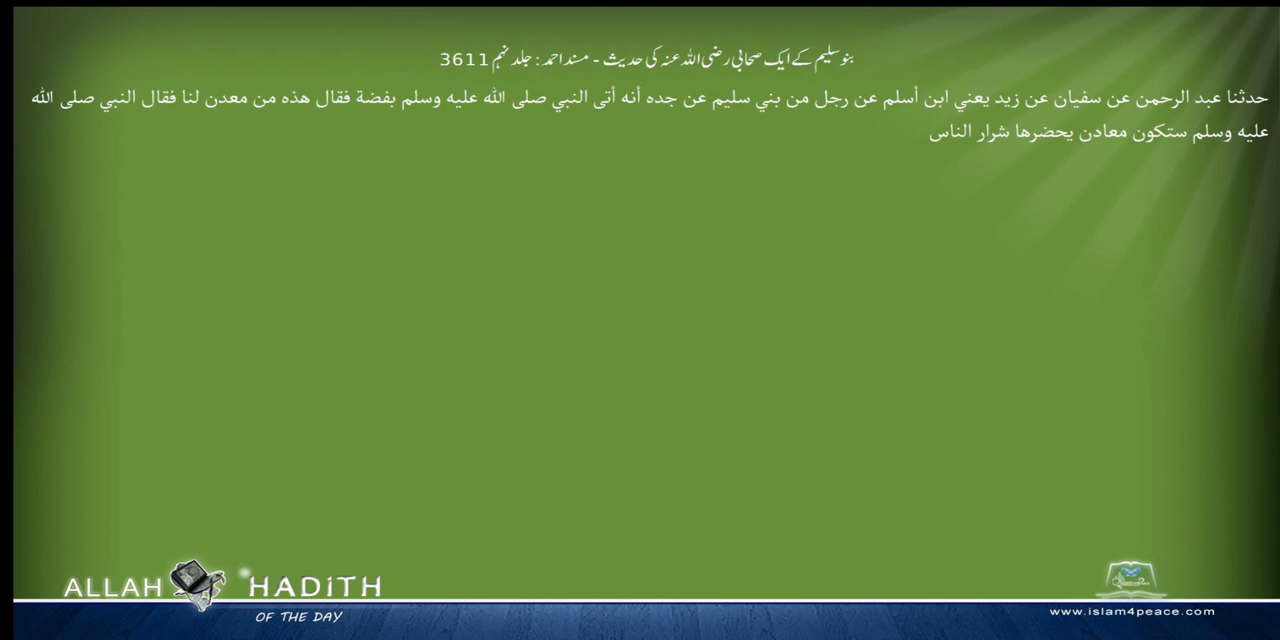 بنو سلیم کے ایک صحابی رضی اللہ عنہ کی حدیث - مسند احمد : جلد نہم 3611
حدثنا عبد الرحمن عن سفيان عن زيد يعني ابن أسلم عن رجل من بني سليم عن جده أنه أتى النبي صلى الله عليه وسلم بفضة فقال هذه من معدن لنا فقال النبي صلى الله
عليه وسلم ستكون معادن يحضرها شرار الناس
ALLAH HADITH
OF THE DAY
www.islam4peace.com